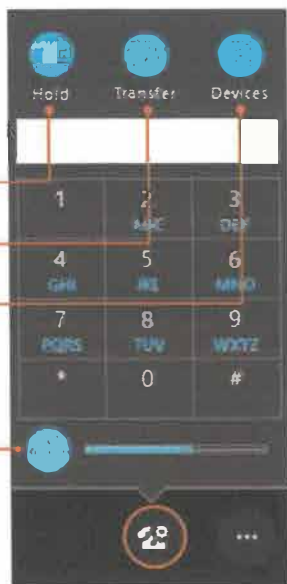 Hold Transfer Devices
1 2 3
ABC DEF
4 5 6
GHI JKL MNO
7 8 9
PQRS TUV WXYZ
* 0 #